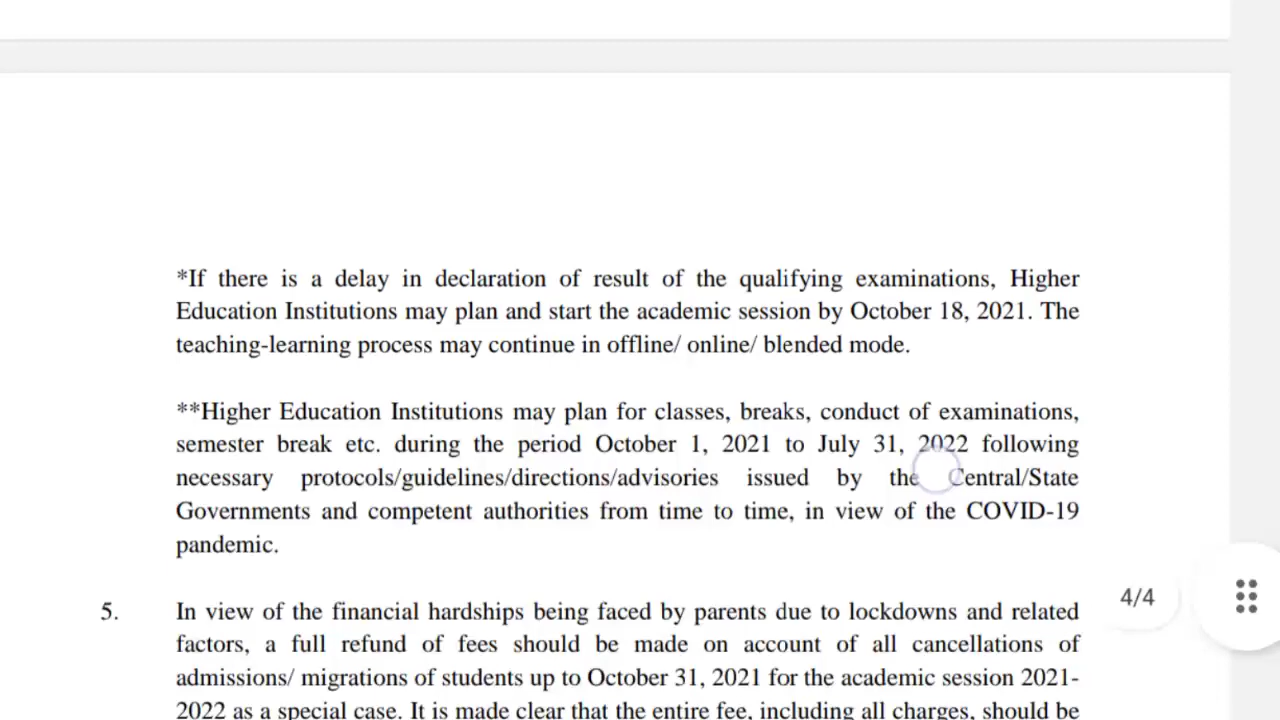 *If there is a delay in declaration of result of the qualifying examinations, Higher
Education Institutions may plan and start the academic session by October 18, 2021. The
teaching-learning process may continue in offline/ online/ blended mode.
**Higher Education Institutions may plan for classes, breaks, conduct of examinations,
semester break etc. during the period October 1, 2021 to July 31, 2022 following
necessary protocols/guidelines/directions/advisories issued by the Central/State
Governments and competent authorities from time to time, in view of the COVID-19
pandemic.
5. In view of the financial hardships being faced by parents due to lockdowns and related
factors, a full refund of fees should be made on account of all cancellations of
admissions/ migrations of students up to October 31, 2021 for the academic session 2021-
2022 as a special case. It is made clear that the entire fee, including all charges, should be
4/4